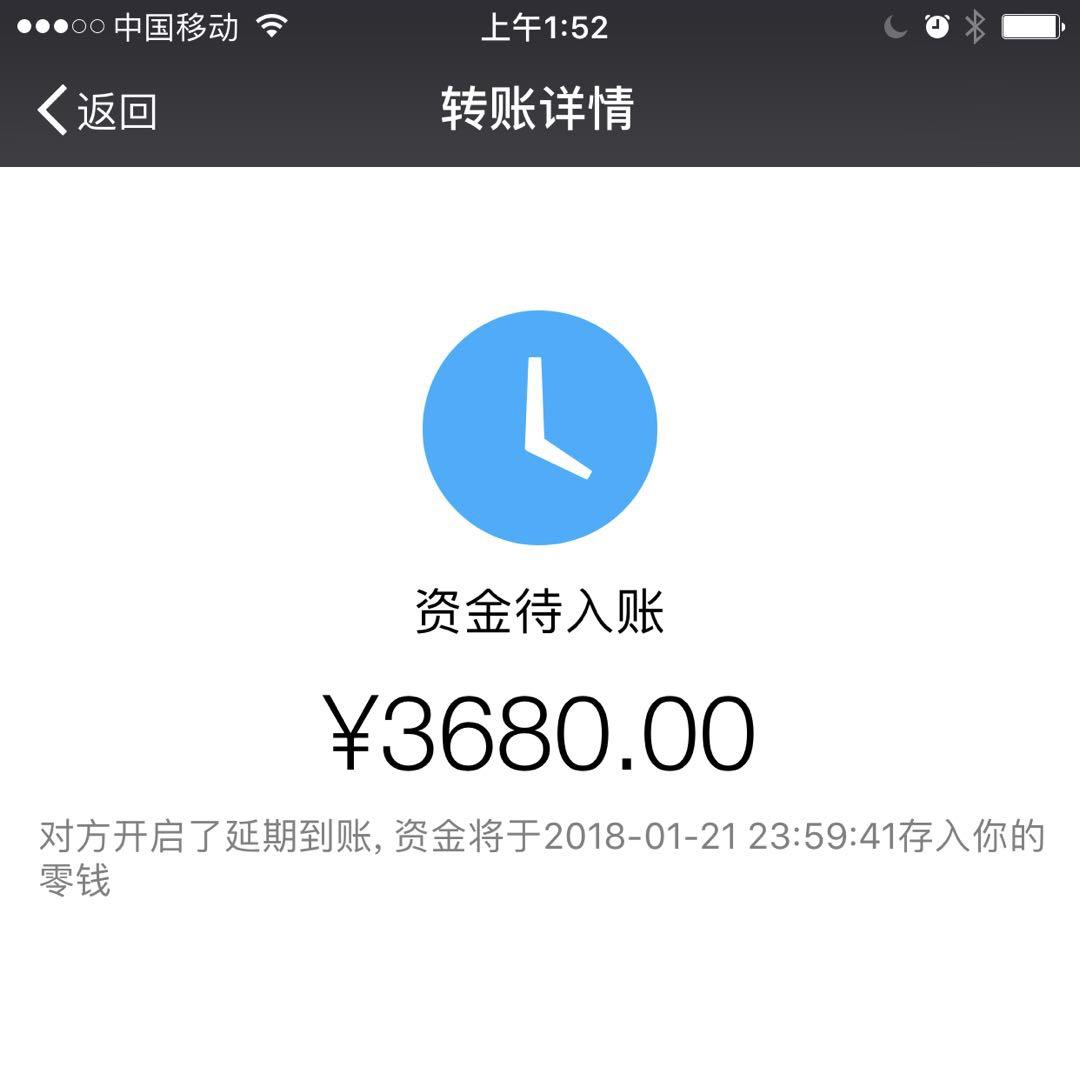 中国移动 上午1:52
返回 转账详情
资金待入账
¥3680.00
对方开启了延期到账, 资金将于2018-01-21 23:59:41存入你的
零钱